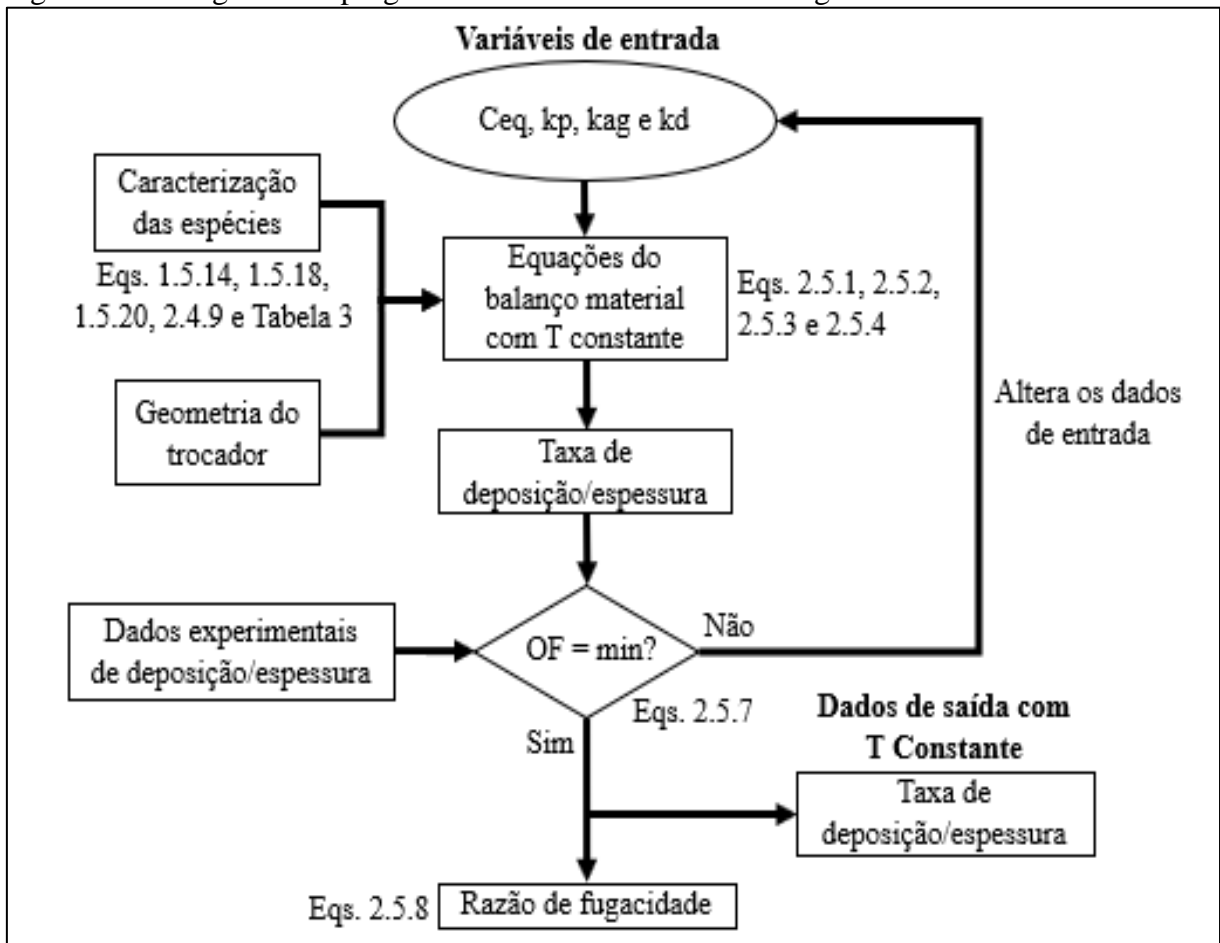 Variáveis de entrada
Ceq, kp, kag e kd
Caracterização
das espécies
Eqs. 1.5.14, 1.5.18,
1.5.20, 2.4.9 e Tabela 3
Equações do
balanço material
com T constante
Eqs. 2.5.1, 2.5.2,
2.5.3 e 2.5.4
Geometria do
trocador
Altera os dados
de entrada
Taxa de
deposição/espessura
Dados experimentais
de deposição/espessura
OF = min?
Não
Eqs. 2.5.7
Sim
Dados de saída com
T Constante
Taxa de
deposição/espessura
Eqs. 2.5.8
Razão de fugacidade